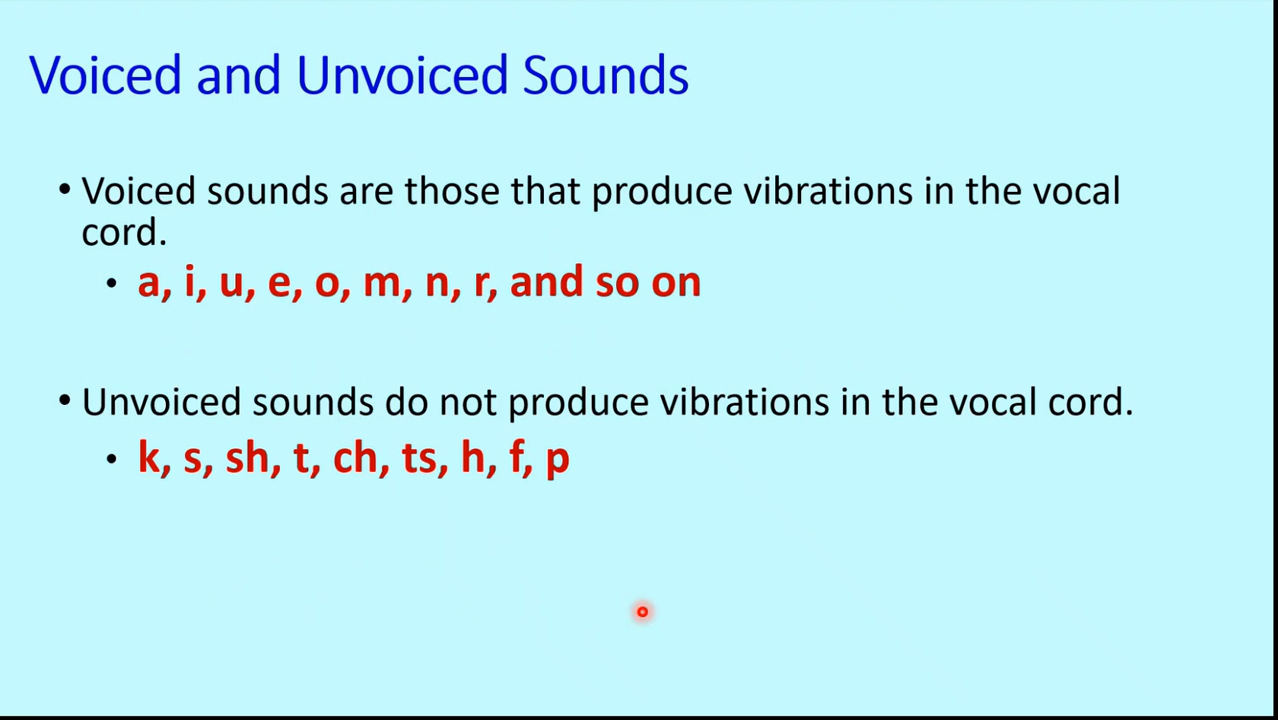 Voiced and Unvoiced Sounds
• Voiced sounds are those that produce vibrations in the vocal
cord.
• a, i, u, e, o, m, n, r, and so on
• Unvoiced sounds do not produce vibrations in the vocal cord.
• k, s, sh, t, ch, ts, h, f, p